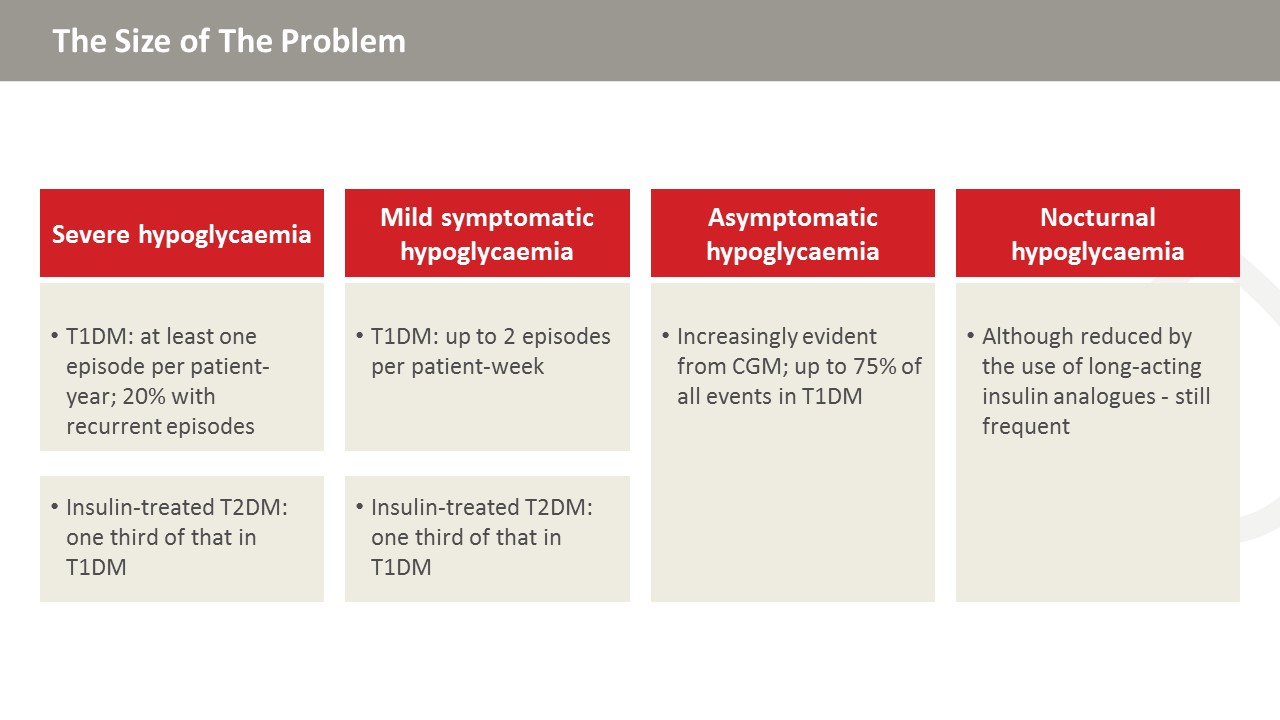 The Size of The Problem
Severe hypoglycaemia
• T1DM: at least one
episode per patient-
year; 20% with
recurrent episodes
• Insulin-treated T2DM:
one third of that in
T1DM
Mild symptomatic
hypoglycaemia
• T1DM: up to 2 episodes
per patient-week
• Insulin-treated T2DM:
one third of that in
T1DM
Asymptomatic
hypoglycaemia
• Increasingly evident
from CGM; up to 75% of
all events in T1DM
Nocturnal
hypoglycaemia
• Although reduced by
the use of long-acting
insulin analogues - still
frequent